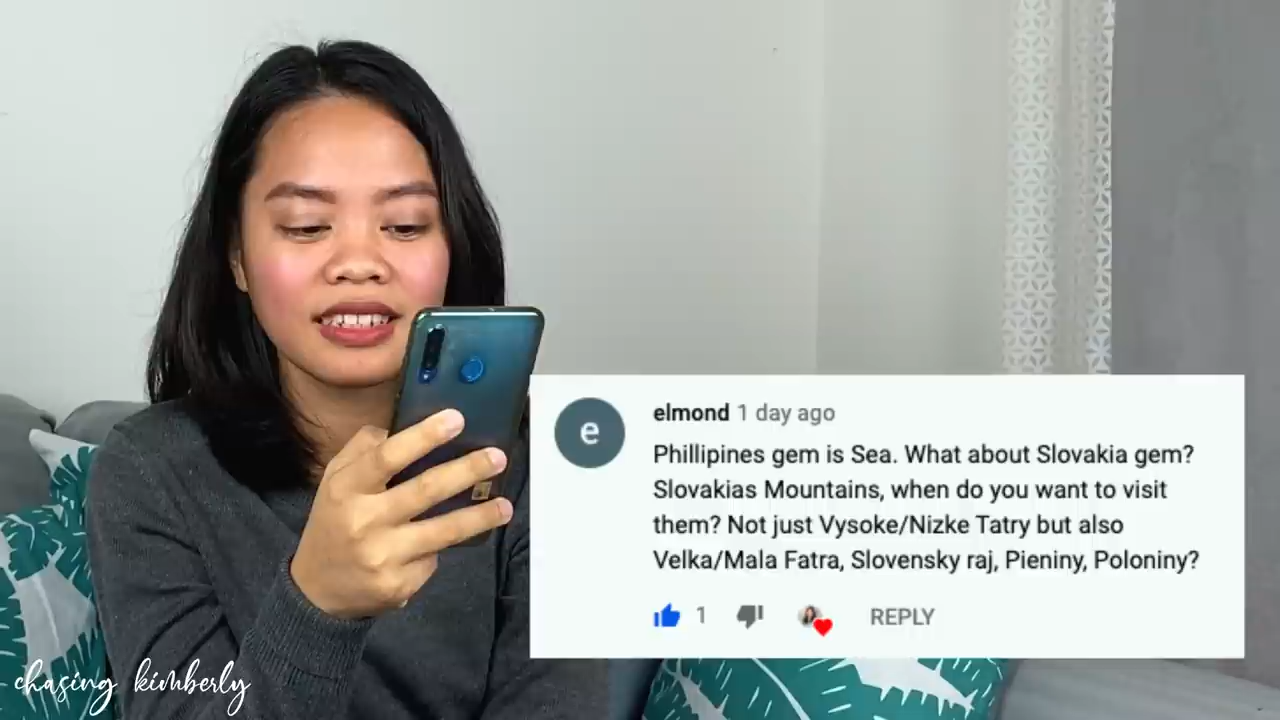 elmond 1 day ago
Phillipines gem is Sea. What about Slovakia gem?
Slovakias Mountains, when do you want to visit
them? Not just Vysoke/Nizke Tatry but also
Velka/Mala Fatra, Slovensky raj, Pieniny, Poloniny?
1 REPLY
e
chasing kimberly